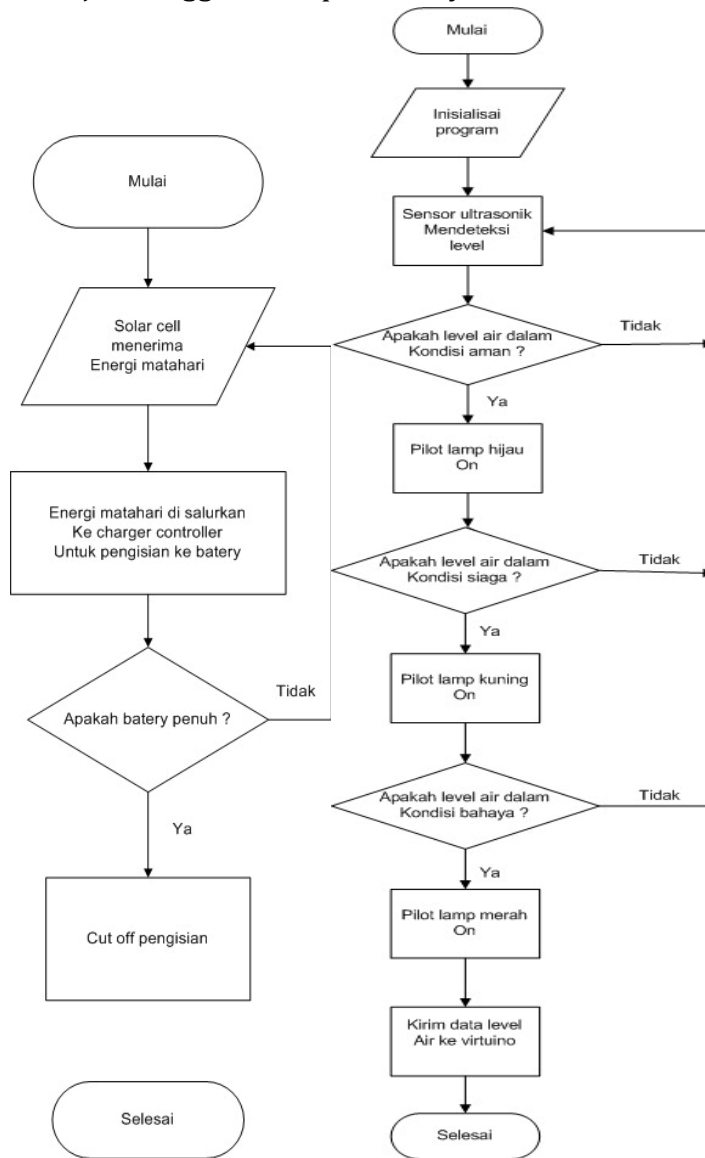 Mulai
Solar cell
menerima
Energi matahari
Energi matahari di salurkan
Ke charger controller
Untuk pengisian ke batery
Apakah batery penuh ?
Tidak
Ya
Cut off pengisian
Selesai
Mulai
Inisialisai
program
Sensor ultrasonik
Mendeteksi
level
Apakah level air dalam
Kondisi aman ?
Tidak
Ya
Pilot lamp hijau
On
Apakah level air dalam
Kondisi siaga ?
Tidak
Ya
Pilot lamp kuning
On
Apakah level air dalam
Kondisi bahaya ?
Tidak
Ya
Pilot lamp merah
On
Kirim data level
Air ke virtuino
Selesai